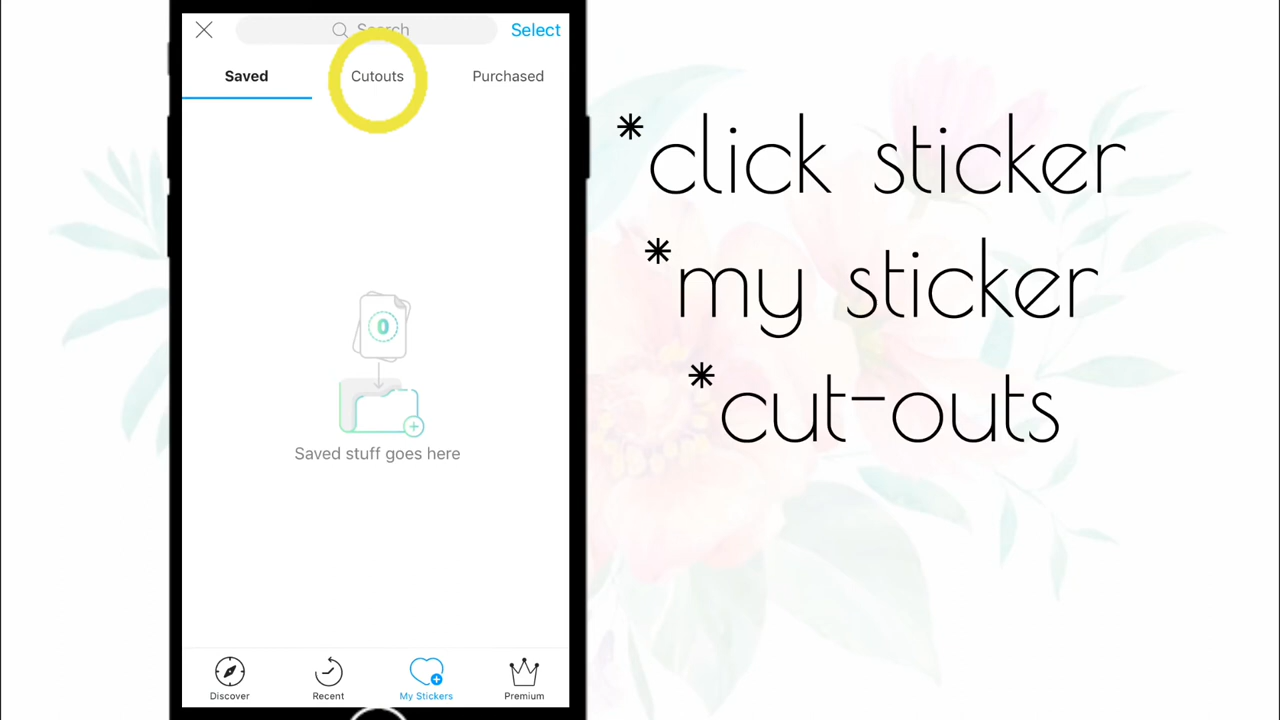 Search
Select
Saved
Cutouts
Purchased
*click sticker
*my sticker
*cut-outs
0
Saved stuff goes here
Discover
Recent
My Stickers
Premium